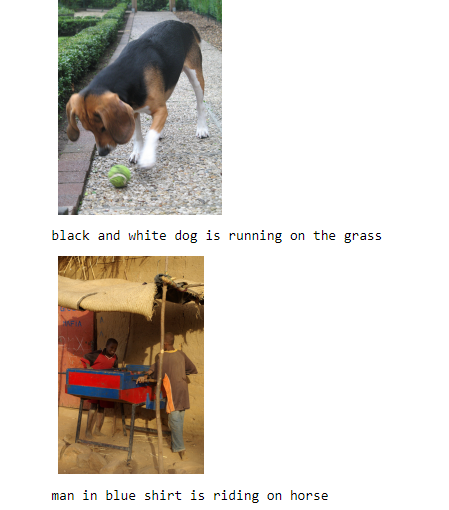 black and white dog is running on the grass
man in blue shirt is riding on horse